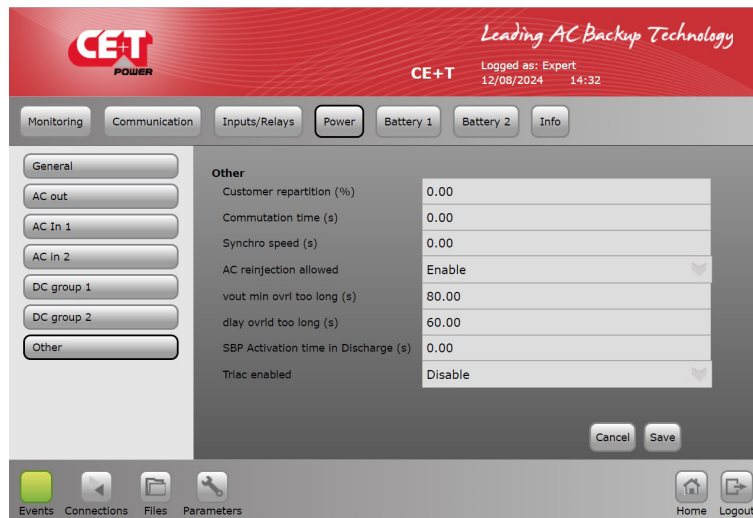 CE+T
POWER
Leading AC Backup Technology
CE+T
Logged as: Expert
12/08/2024 14:32
Monitoring Communication Inputs/Relays Power Battery 1 Battery 2 Info
General
AC out
AC In 1
AC in 2
DC group 1
DC group 2
Other
Other
Customer repartition (%) 0.00
Commutation time (s) 0.00
Synchro speed (s) 0.00
AC reinjection allowed Enable
vout min ovrl too long (s) 80.00
dlay ovrld too long (s) 60.00
SBP Activation time in Discharge (s) 0.00
Triac enabled Disable
Cancel Save
Events Connections Files Parameters Home Logout